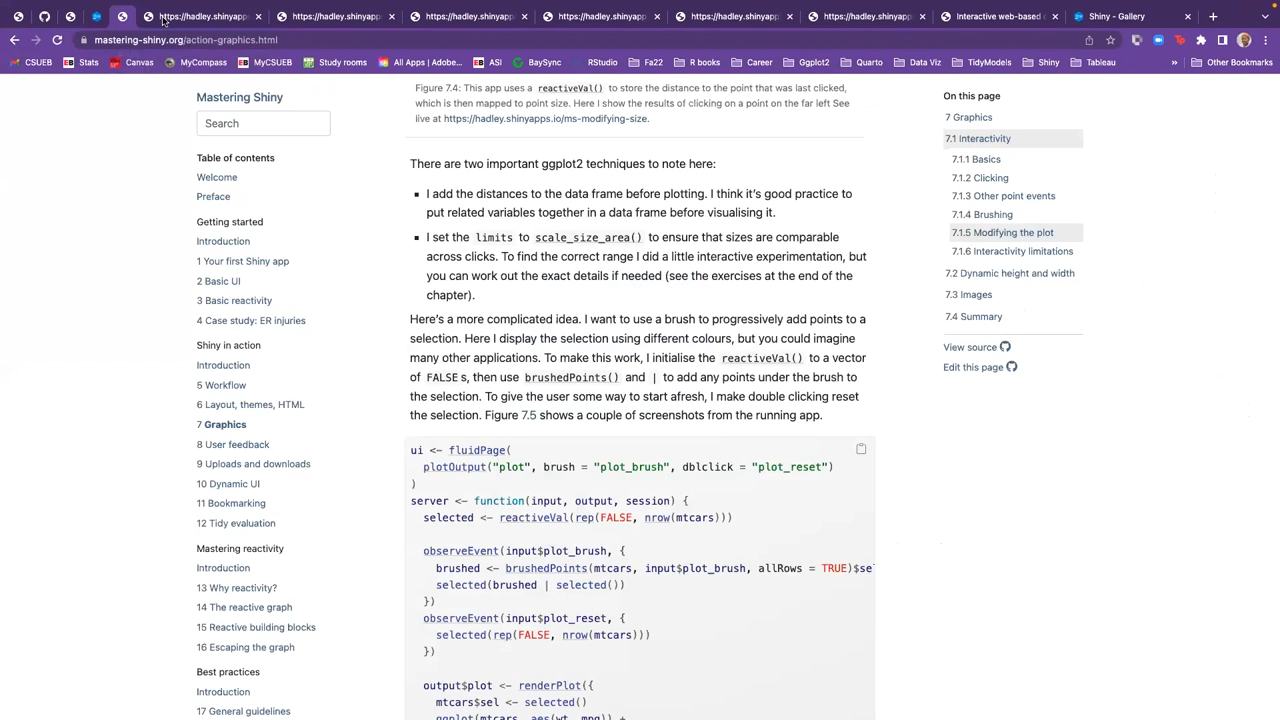 https://hadley.shinyapps
https://hadley.shinyapps
https://hadley.shinyapps
https://hadley.shinyapps
https://hadley.shinyapps
https://hadley.shinyapps
Interactive web-based
Shiny - Gallery
mastering-shiny.org/action-graphics.html
CSUEB
EB Stats
Canvas
MyCompass
EB MyCSUEB
Study rooms
All Apps | Adobe...
EB ASI
BaySync
RStudio
Fa22
R books
Career
Ggplot2
Quarto
Data Viz
TidyModels
Shiny
Tableau
»
Other Bookmarks
Mastering Shiny
Search
Table of contents
Welcome
Preface
Getting started
Introduction
1 Your first Shiny app
2 Basic UI
3 Basic reactivity
4 Case study: ER injuries
Shiny in action
Introduction
5 Workflow
6 Layout, themes, HTML
7 Graphics
8 User feedback
9 Uploads and downloads
10 Dynamic UI
11 Bookmarking
12 Tidy evaluation
Mastering reactivity
Introduction
13 Why reactivity?
14 The reactive graph
15 Reactive building blocks
16 Escaping the graph
Best practices
Introduction
17 General guidelines
Figure 7.4: This app uses a reactiveVal() to store the distance to the point that was last clicked,
which is then mapped to point size. Here I show the results of clicking on a point on the far left See
live at https://hadley.shinyapps.io/ms-modifying-size.
There are two important ggplot2 techniques to note here:
▪ I add the distances to the data frame before plotting. I think it's good practice to
put related variables together in a data frame before visualising it.
▪ I set the limits to scale_size_area() to ensure that sizes are comparable
across clicks. To find the correct range I did a little interactive experimentation, but
you can work out the exact details if needed (see the exercises at the end of the
chapter).
Here's a more complicated idea. I want to use a brush to progressively add points to a
selection. Here I display the selection using different colours, but you could imagine
many other applications. To make this work, I initialise the reactiveVal() to a vector
of FALSE s, then use brushedPoints() and | to add any points under the brush to
the selection. To give the user some way to start afresh, I make double clicking reset
the selection. Figure 7.5 shows a couple of screenshots from the running app.
ui <- fluidPage(
plotOutput("plot", brush = "plot_brush", dblclick = "plot_reset")
)
server <- function(input, output, session) {
selected <- reactiveVal(rep(FALSE, nrow(mtcars)))
observeEvent(input$plot_brush, {
brushed <- brushedPoints(mtcars, input$plot_brush, allRows = TRUE)$se
selected(brushed | selected())
})
observeEvent(input$plot_reset, {
selected(rep(FALSE, nrow(mtcars)))
})
output$plot <- renderPlot({
mtcars$sel <- selected()
ggplot(mtcars, aes(wt, mpg)) +
On this page
7 Graphics
7.1 Interactivity
7.1.1 Basics
7.1.2 Clicking
7.1.3 Other point events
7.1.4 Brushing
7.1.5 Modifying the plot
7.1.6 Interactivity limitations
7.2 Dynamic height and width
7.3 Images
7.4 Summary
View source
Edit this page